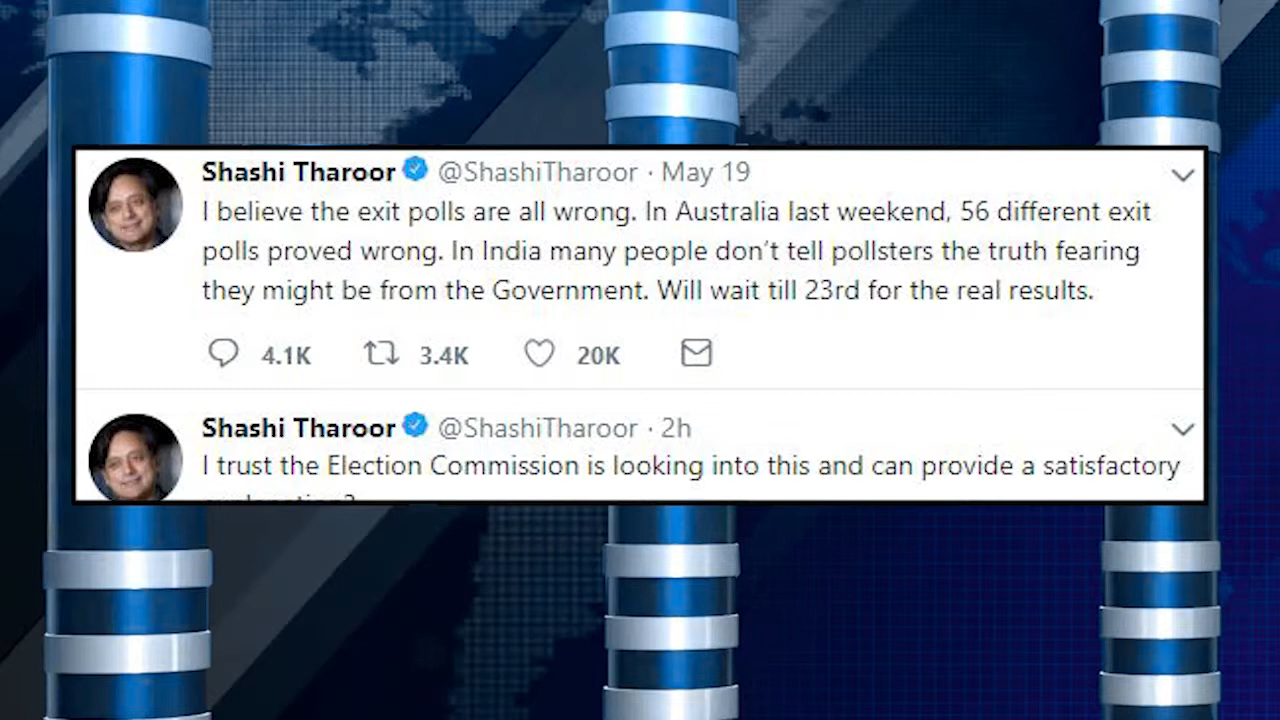 Shashi Tharoor @ShashiTharoor · May 19
I believe the exit polls are all wrong. In Australia last weekend, 56 different exit
polls proved wrong. In India many people don’t tell pollsters the truth fearing
they might be from the Government. Will wait till 23rd for the real results.
4.1K 3.4K 20K
Shashi Tharoor @ShashiTharoor · 2h
I trust the Election Commission is looking into this and can provide a satisfactory